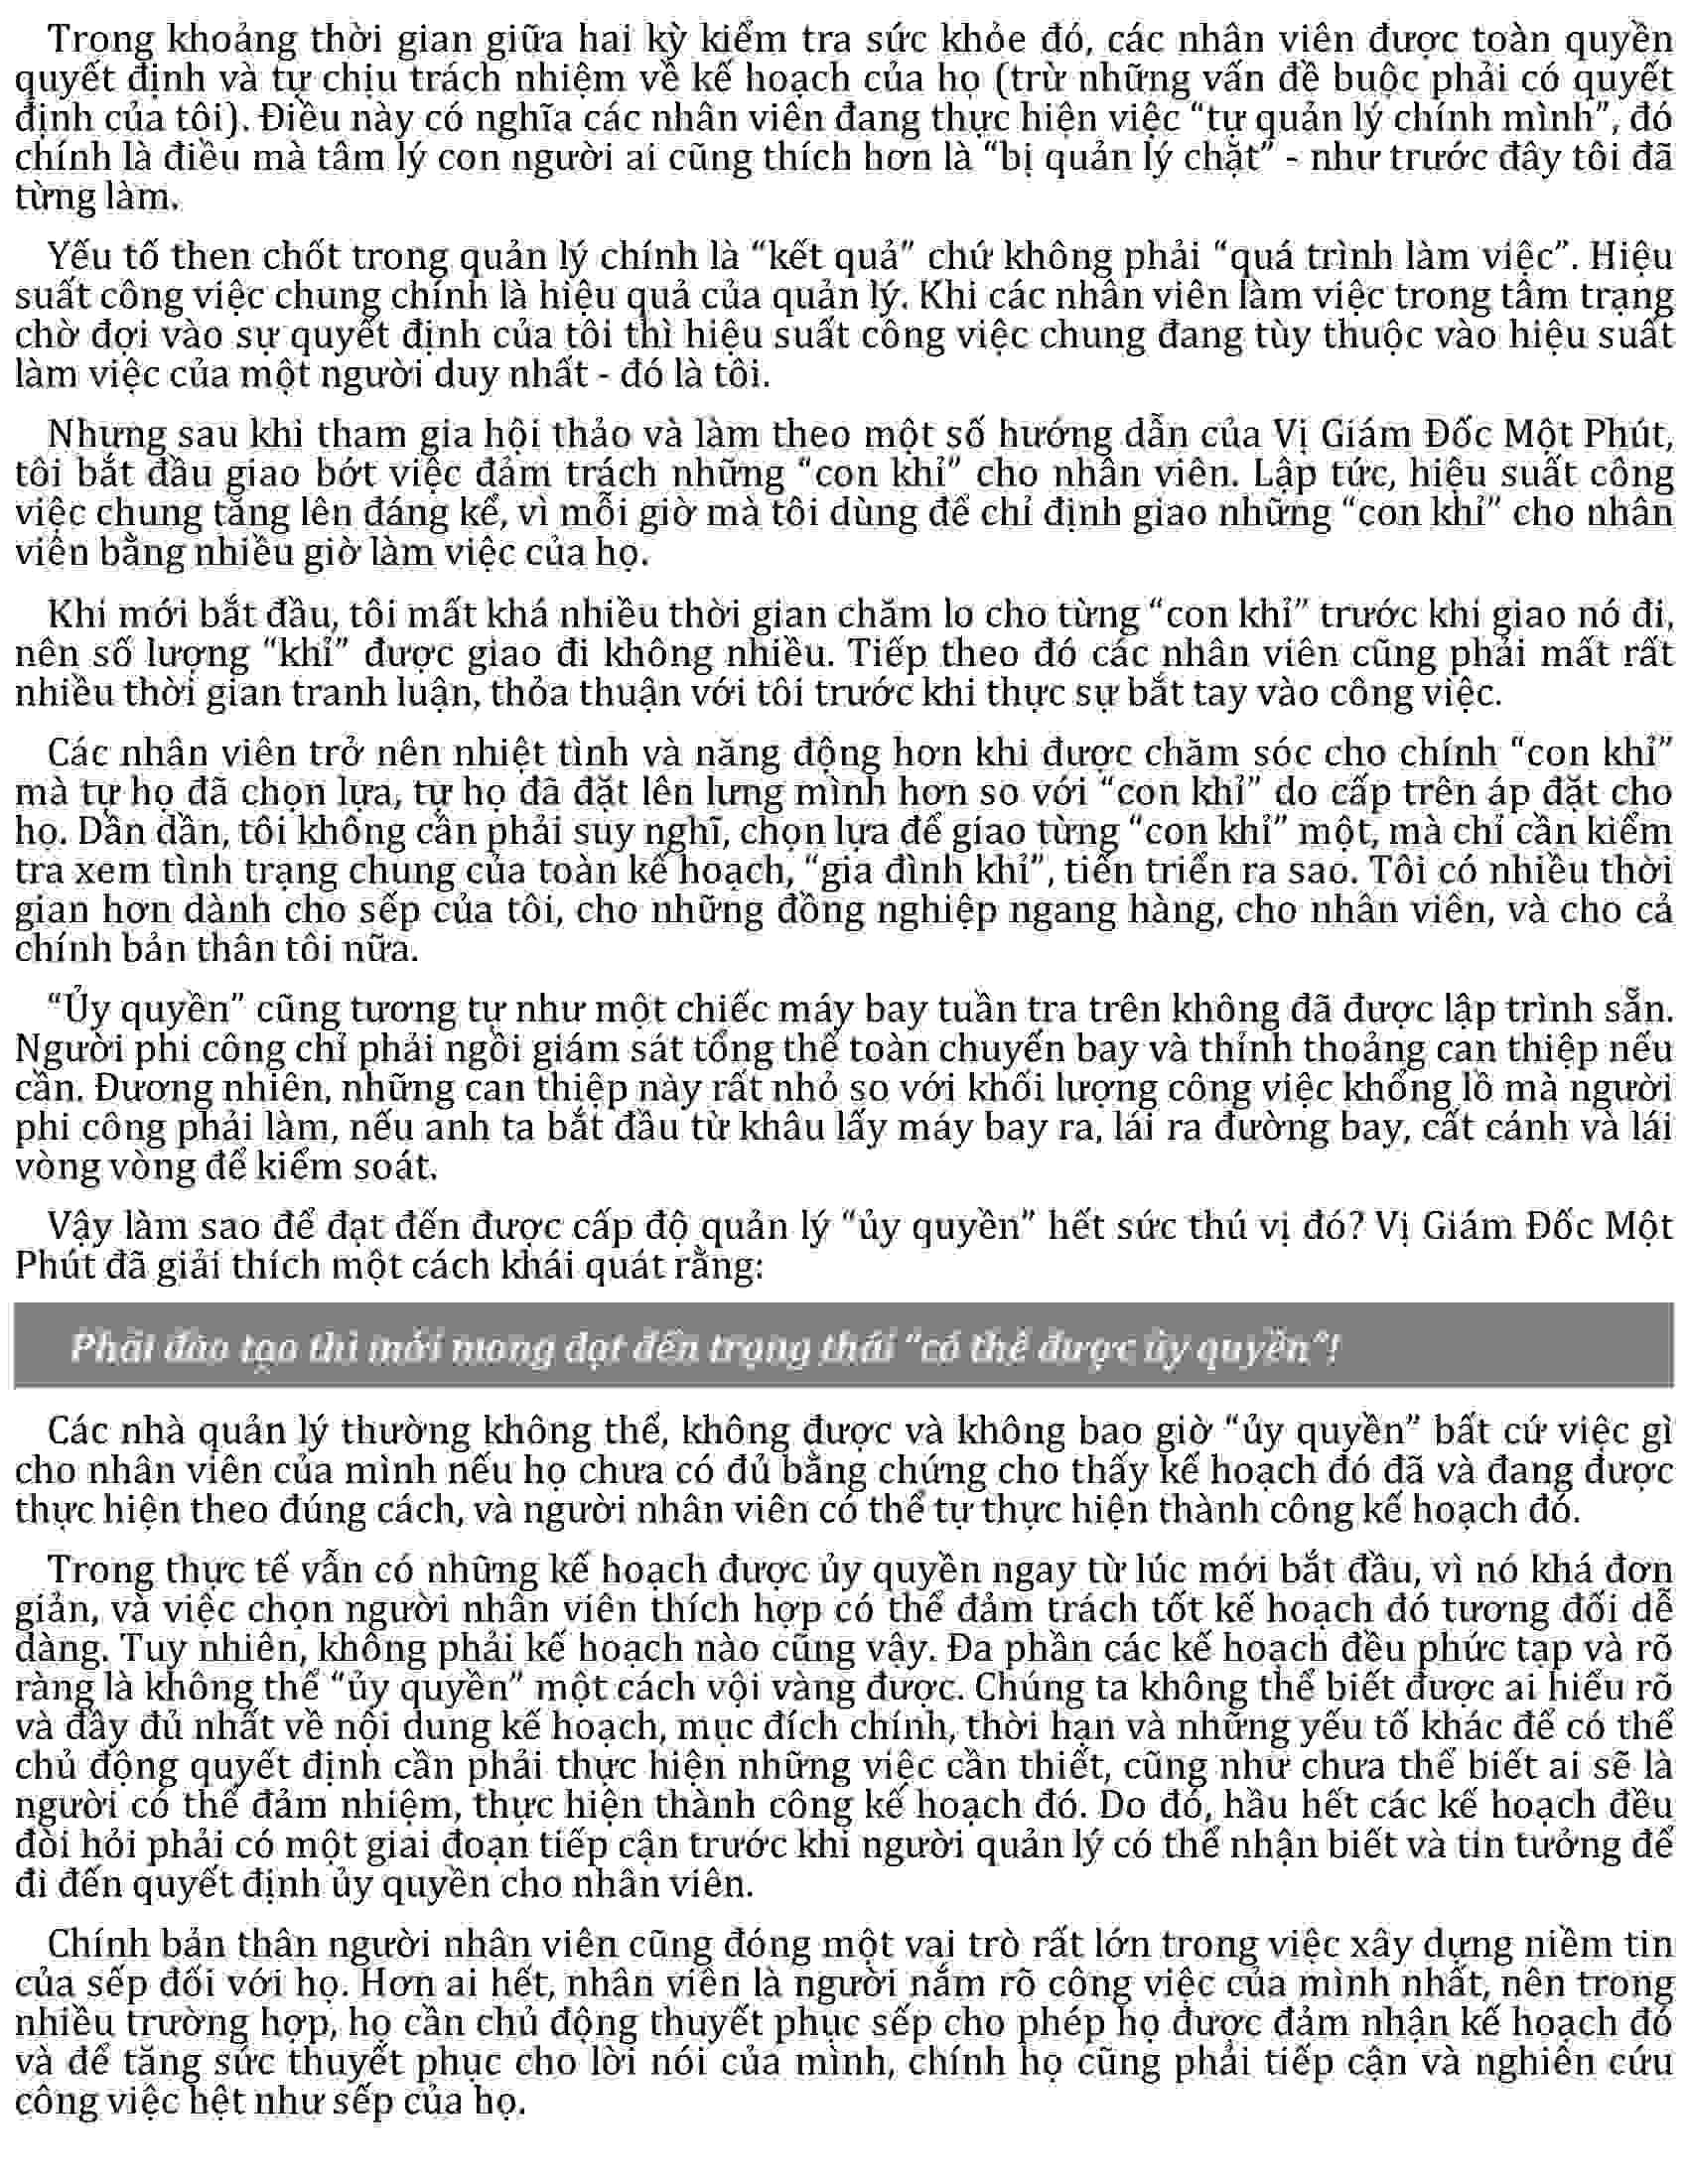 Trong khoảng thời gian giữa hai kỳ kiểm tra sức khỏe đó, các nhân viên được toàn quyền
quyết định và tự chịu trách nhiệm về kế hoạch của họ (trừ những vấn đề buộc phải có quyết
định của tôi). Điều này có nghĩa các nhân viên đang thực hiện việc “tự quản lý chính mình”, đó
chính là điều mà tâm lý con người ai cũng thích hơn là “bị quản lý chặt” - như trước đây tôi đã
từng làm.
Yếu tố then chốt trong quản lý chính là “kết quả” chứ không phải “quá trình làm việc”. Hiệu
suất công việc chung chính là hiệu quả của quản lý. Khi các nhân viên làm việc trong tâm trạng
chờ đợi vào sự quyết định của tôi thì hiệu suất công việc chung đang tùy thuộc vào hiệu suất
làm việc của một người duy nhất - đó là tôi.
Nhưng sau khi tham gia hội thảo và làm theo một số hướng dẫn của Vị Giám Đốc Một Phút,
tôi bắt đầu giao bớt việc đảm trách những “con khỉ” cho nhân viên. Lập tức, hiệu suất công
việc chung tăng lên đáng kể, vì mỗi giờ mà tôi dùng để chỉ định giao những “con khỉ” cho nhân
viên bằng nhiều giờ làm việc của họ.
Khi mới bắt đầu, tôi mất khá nhiều thời gian chăm lo cho từng “con khỉ” trước khi giao nó đi,
nên số lượng “khỉ” được giao đi không nhiều. Tiếp theo đó các nhân viên cũng phải mất rất
nhiều thời gian tranh luận, thỏa thuận với tôi trước khi thực sự bắt tay vào công việc.
Các nhân viên trở nên nhiệt tình và năng động hơn khi được chăm sóc cho chính “con khỉ”
mà tự họ đã chọn lựa, tự họ đã đặt lên lưng mình hơn so với “con khỉ” do cấp trên áp đặt cho
họ. Dần dần, tôi không cần phải suy nghĩ, chọn lựa để giao từng “con khỉ” một, mà chỉ cần kiểm
tra xem tình trạng chung của toàn kế hoạch, “gia đình khỉ”, tiến triển ra sao. Tôi có nhiều thời
gian hơn dành cho sếp của tôi, cho những đồng nghiệp ngang hàng, cho nhân viên, và cho cả
chính bản thân tôi nữa.
“Ủy quyền” cũng tương tự như một chiếc máy bay tuần tra trên không đã được lập trình sẵn.
Người phi công chỉ phải ngồi giám sát tổng thể toàn chuyến bay và thỉnh thoảng can thiệp nếu
cần. Đương nhiên, những can thiệp này rất nhỏ so với khối lượng công việc khổng lồ mà người
phi công phải làm, nếu anh ta bắt đầu từ khâu lấy máy bay ra, lái ra đường bay, cất cánh và lái
vòng vòng để kiểm soát.
Vậy làm sao để đạt đến được cấp độ quản lý “ủy quyền” hết sức thú vị đó? Vị Giám Đốc Một
Phút đã giải thích một cách khái quát rằng:
Phải đào tạo thì mới mong đạt đến trạng thái “có thể được ủy quyền”!
Các nhà quản lý thường không thể, không được và không bao giờ “ủy quyền” bất cứ việc gì
cho nhân viên của mình nếu họ chưa có đủ bằng chứng cho thấy kế hoạch đó đã và đang được
thực hiện theo đúng cách, và người nhân viên có thể tự thực hiện thành công kế hoạch đó.
Trong thực tế vẫn có những kế hoạch được ủy quyền ngay từ lúc mới bắt đầu, vì nó khá đơn
giản, và việc chọn người nhân viên thích hợp có thể đảm trách tốt kế hoạch đó tương đối dễ
dàng. Tuy nhiên, không phải kế hoạch nào cũng vậy. Đa phần các kế hoạch đều phức tạp và rõ
ràng là không thể “ủy quyền” một cách vội vàng được. Chúng ta không thể biết được ai hiểu rõ
và đầy đủ nhất về nội dung kế hoạch, mục đích chính, thời hạn và những yếu tố khác để có thể
chủ động quyết định cần phải thực hiện những việc cần thiết, cũng như chưa thể biết ai sẽ là
người có thể đảm nhiệm, thực hiện thành công kế hoạch đó. Do đó, hầu hết các kế hoạch đều
đòi hỏi phải có một giai đoạn tiếp cận trước khi người quản lý có thể nhận biết và tin tưởng để
đi đến quyết định ủy quyền cho nhân viên.
Chính bản thân người nhân viên cũng đóng một vai trò rất lớn trong việc xây dựng niềm tin
của sếp đối với họ. Hơn ai hết, nhân viên là người nắm rõ công việc của mình nhất, nên trong
nhiều trường hợp, họ cần chủ động thuyết phục sếp cho phép họ được đảm nhận kế hoạch đó
và để tăng sức thuyết phục cho lời nói của mình, chính họ cũng phải tiếp cận và nghiên cứu
công việc hệt như sếp của họ.